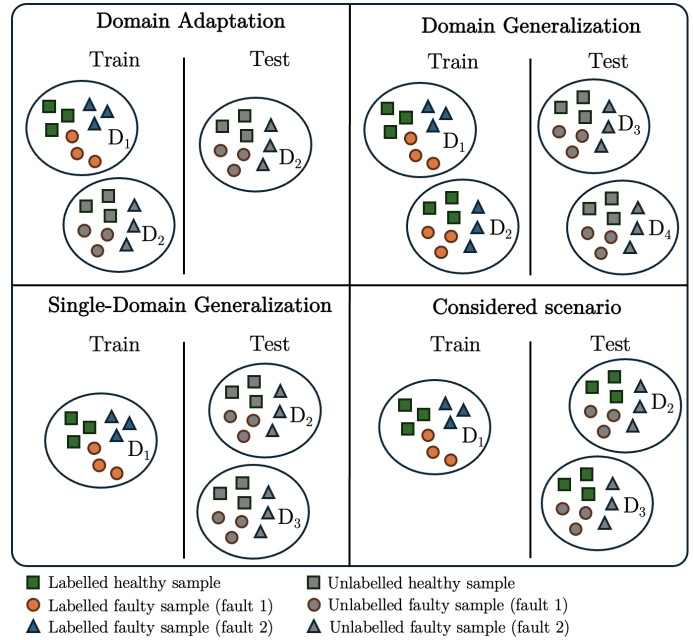 Domain Adaptation
Train
Test
D1
D2
D2
Domain Generalization
Train
Test
D1
D2
D3
D4
Single-Domain Generalization
Train
Test
D1
D2
D3
Considered scenario
Train
Test
D1
D2
D3
Labelled healthy sample
Labelled faulty sample (fault 1)
Labelled faulty sample (fault 2)
Unlabelled healthy sample
Unlabelled faulty sample (fault 1)
Unlabelled faulty sample (fault 2)